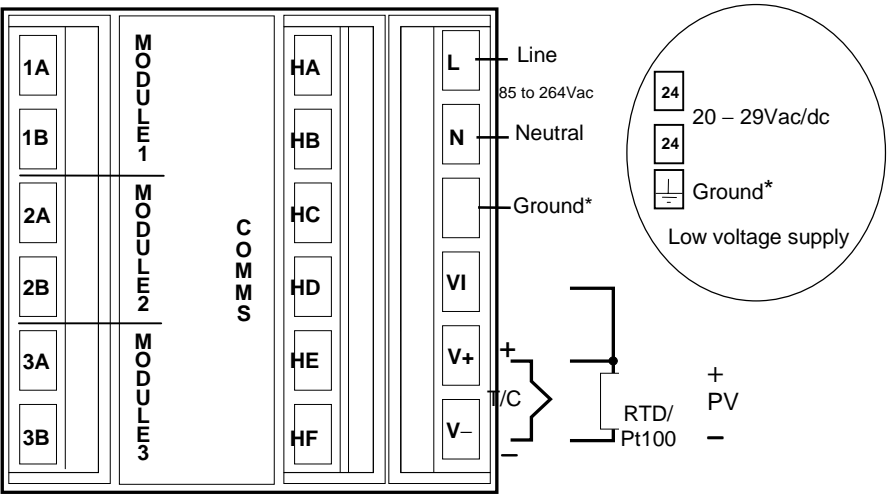 1A
1B
2A
2B
3A
3B
MODULE1
MODULE2
MODULE3
COMMS
HA
HB
HC
HD
HE
HF
L
N
VI
V+
V–
Line
85 to 264Vac
Neutral
Ground*
+
T/C
–
RTD/
Pt100
+
PV
–
24
24
20 – 29Vac/dc
Ground*
Low voltage supply